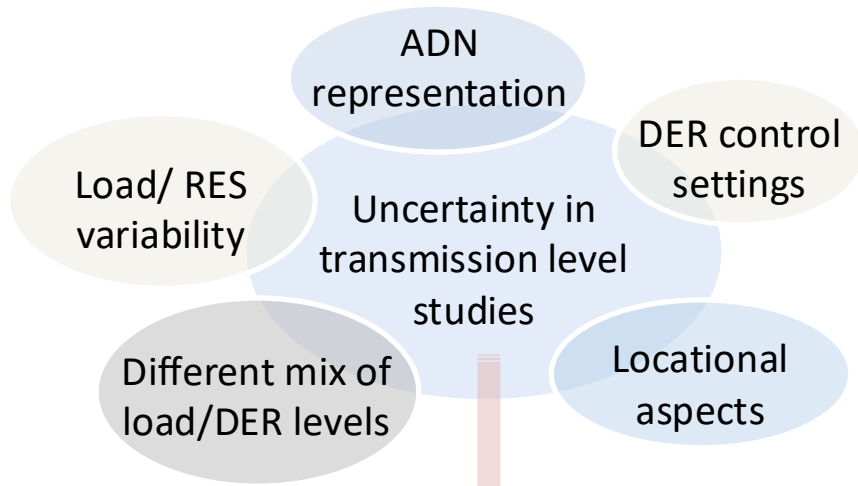 ADN
representation
DER control
settings
Load/ RES
variability
Uncertainty in
transmission level
studies
Different mix of
load/DER levels
Locational
aspects